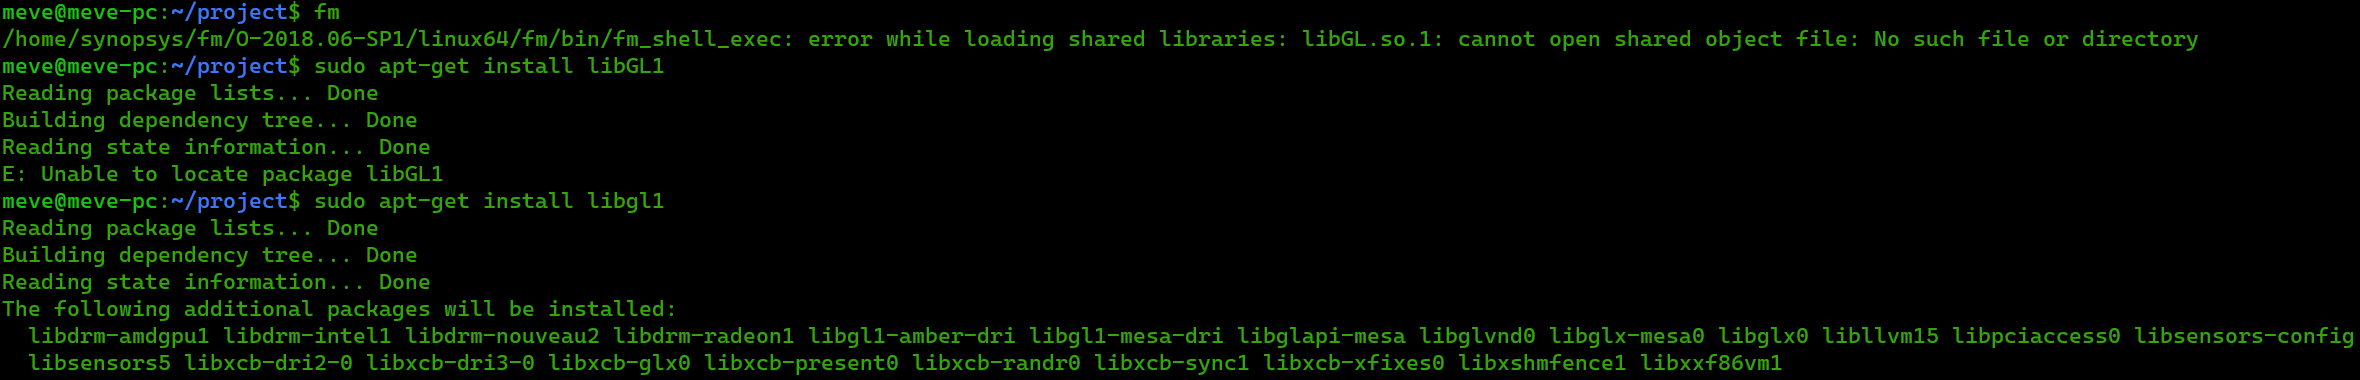 meve@meve-pc:~/project$ fm
/home/synopsys/fm/O-2018.06-SP1/linux64/fm/bin/fm_shell_exec: error while loading shared libraries: libGL.so.1: cannot open shared object file: No such file or directory
meve@meve-pc:~/project$ sudo apt-get install libGL1
Reading package lists... Done
Building dependency tree... Done
Reading state information... Done
E: Unable to locate package libGL1
meve@meve-pc:~/project$ sudo apt-get install libgl1
Reading package lists... Done
Building dependency tree... Done
Reading state information... Done
The following additional packages will be installed:
  libdrm-amdgpu1 libdrm-intel1 libdrm-nouveau2 libdrm-radeon1 libgl1-amber-dri libgl1-mesa-dri libglapi-mesa libglvnd0 libglx-mesa0 libglx0 libllvm15 libpciaccess0 libsensors-config
  libsensors5 libxcb-dri2-0 libxcb-dri3-0 libxcb-glx0 libxcb-present0 libxcb-randr0 libxcb-sync1 libxcb-xfixes0 libxshmfence1 libxxf86vm1